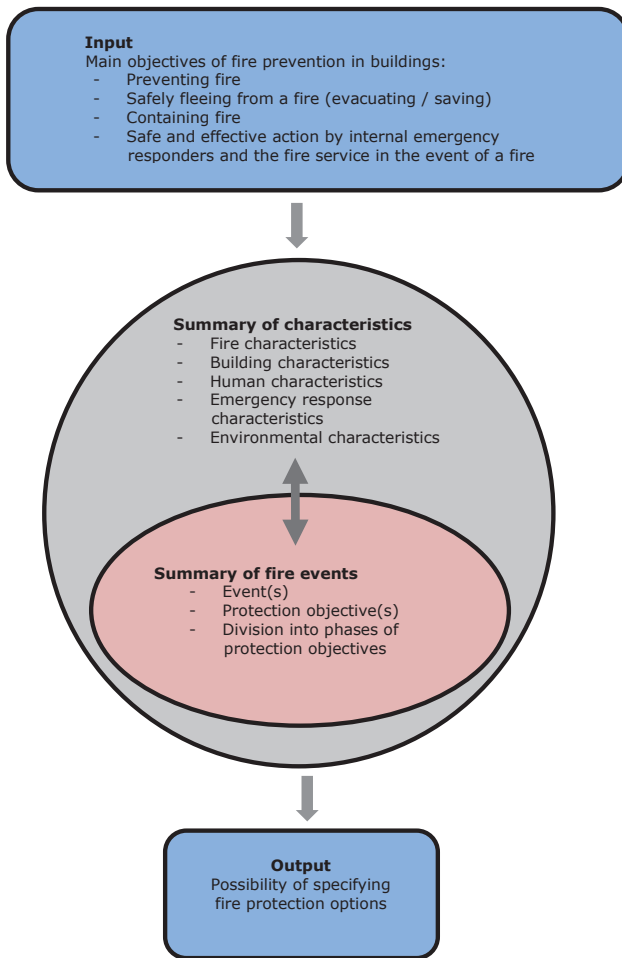 Input
Main objectives of fire prevention in buildings:
- Preventing fire
- Safely fleeing from a fire (evacuating / saving)
- Containing fire
- Safe and effective action by internal emergency
responders and the fire service in the event of a fire
Summary of characteristics
- Fire characteristics
- Building characteristics
- Human characteristics
- Emergency response
characteristics
- Environmental characteristics
Summary of fire events
- Event(s)
- Protection objective(s)
- Division into phases of
protection objectives
Output
Possibility of specifying
fire protection options